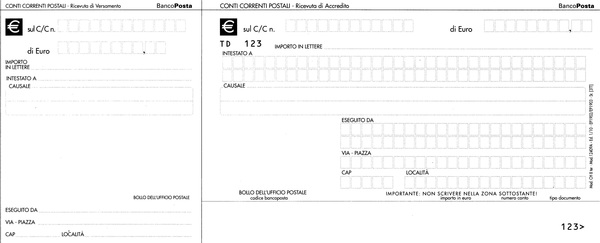 CONTI CORRENTI POSTALI - Ricevuta di Versamento BancoPosta
€ sul C/C n.
di Euro ,
IMPORTO
IN LETTERE
INTESTATO A
CAUSALE
BOLLO DELL'UFFICIO POSTALE
ESEGUITO DA
VIA - PIAZZA
CAP LOCALITÀ
CONTI CORRENTI POSTALI - Ricevuta di Accredito BancoPosta
€ sul C/C n. di Euro ,
TD 123 IMPORTO IN LETTERE
INTESTATO A
CAUSALE
ESEGUITO DA
VIA - PIAZZA
CAP LOCALITÀ
BOLLO DELL'UFFICIO POSTALE
codice bancoposta
IMPORTANTE: NON SCRIVERE NELLA ZONA SOTTOSTANTE!
importo in euro numero conto tipo documento
123>